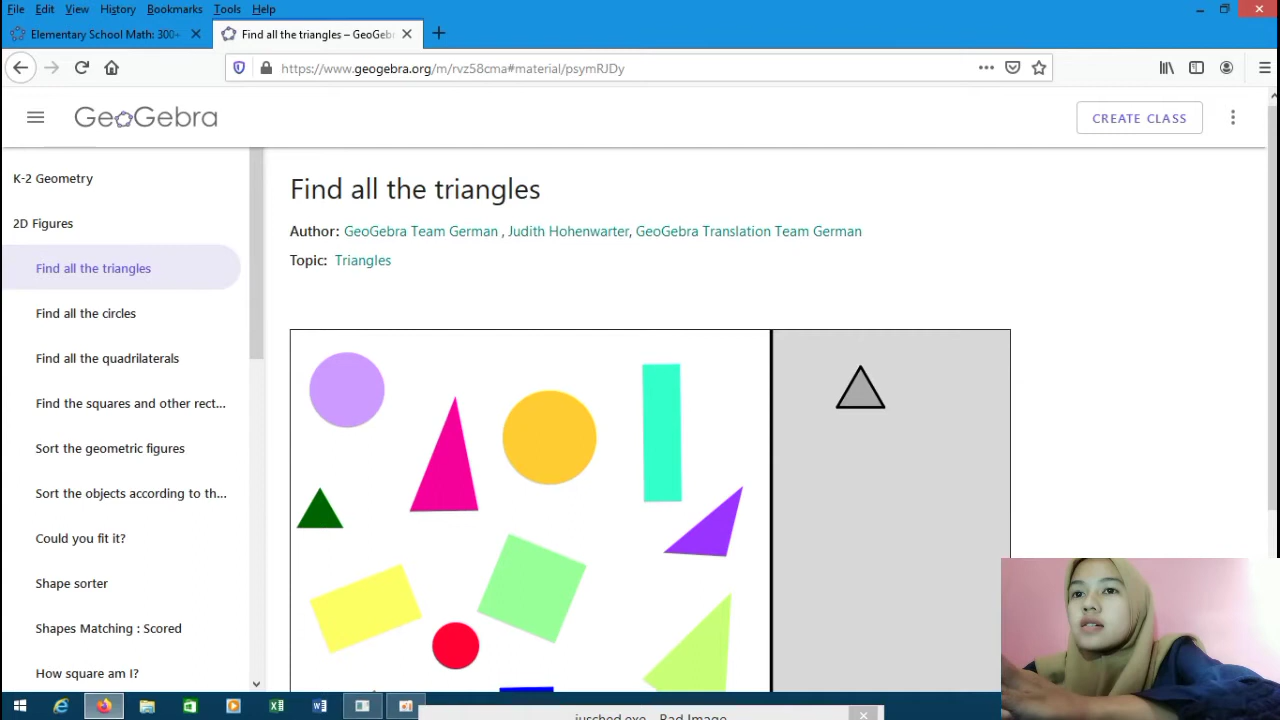 File Edit View History Bookmarks Tools Help
Elementary School Math: 300+
Find all the triangles – GeoGeb
https://www.geogebra.org/m/rvz58cma#material/psymRJDy
GeoGebra
CREATE CLASS
K-2 Geometry
2D Figures
Find all the triangles
Find all the circles
Find all the quadrilaterals
Find the squares and other rect...
Sort the geometric figures
Sort the objects according to th...
Could you fit it?
Shape sorter
Shapes Matching : Scored
How square am I?
Find all the triangles
Author: GeoGebra Team German , Judith Hohenwarter, GeoGebra Translation Team German
Topic: Triangles
jusched.exe - Bad Image